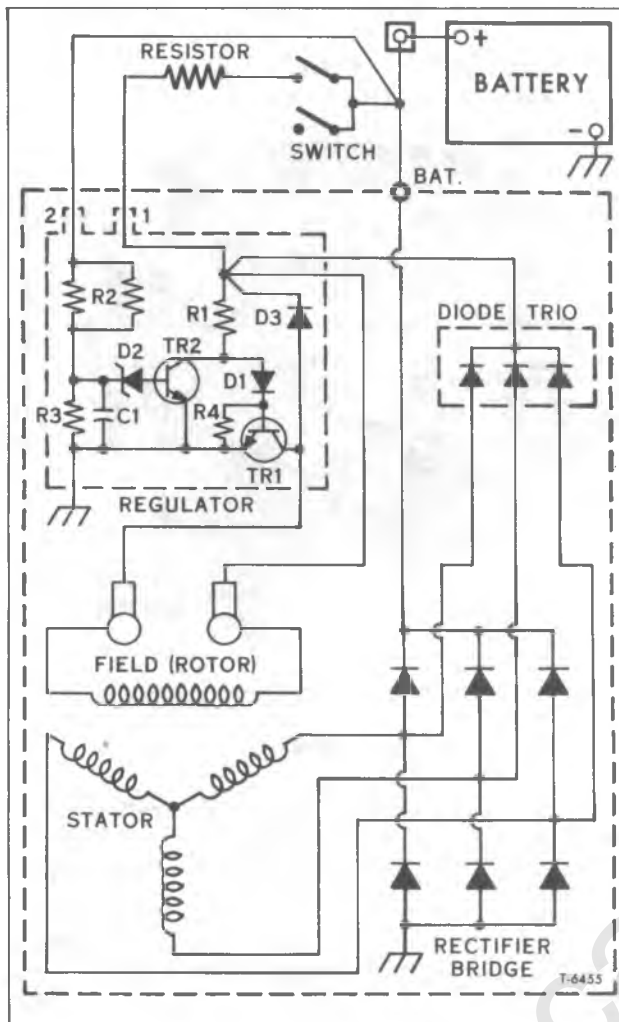 RESISTOR
+
BATTERY
-
SWITCH
BAT.
2 1
R2
R1 D3
DIODE TRIO
D2 TR2
D1
R3 C1 R4
TR1
REGULATOR
FIELD (ROTOR)
STATOR
RECTIFIER
BRIDGE
T-6455